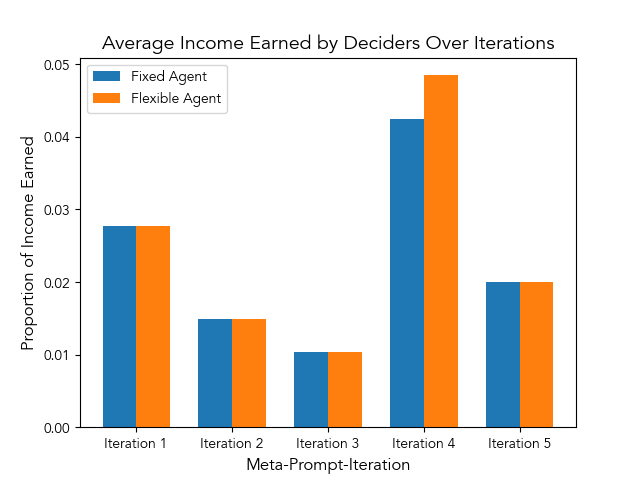 Average Income Earned by Deciders Over Iterations
Fixed Agent
Flexible Agent
Proportion of Income Earned
0.05
0.04
0.03
0.02
0.01
0.00
Iteration 1 Iteration 2 Iteration 3 Iteration 4 Iteration 5
Meta-Prompt-Iteration